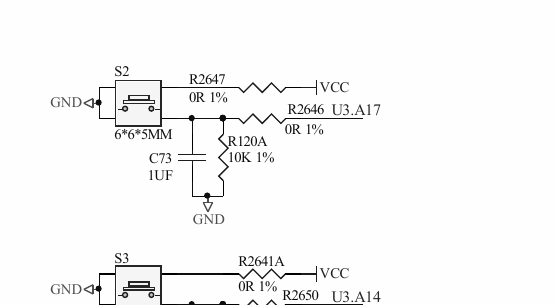 S2
R2647
VCC
0R 1%
GND
R2646 U3.A17
0R 1%
6*6*5MM
R120A
10K 1%
C73
1UF
GND
S3
R2641A
VCC
0R 1%
GND
R2650 U3.A14